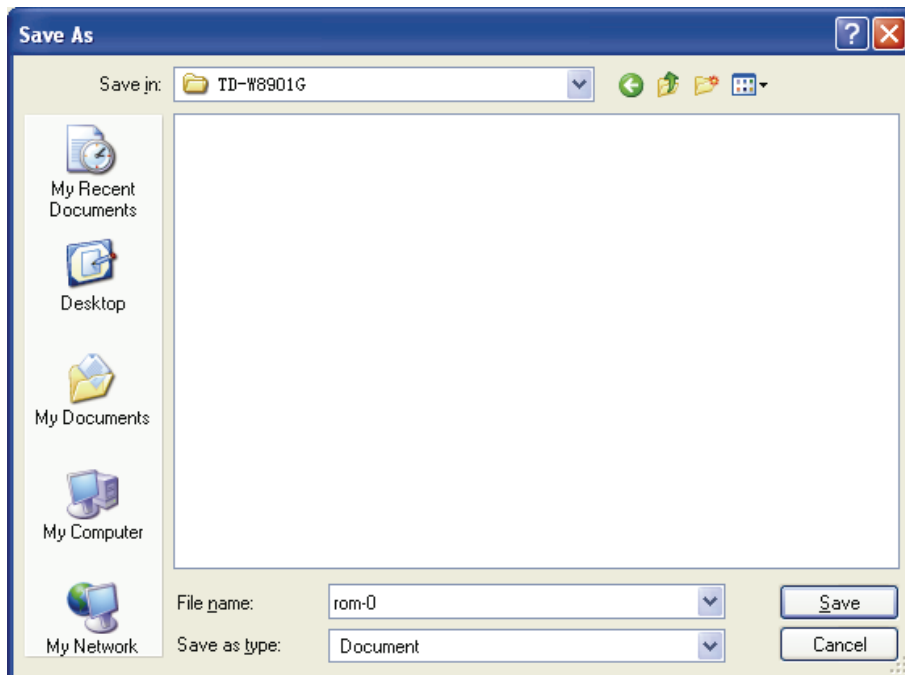 Save As
Save in: TD-W8901G
My Recent
Documents
Desktop
My Documents
My Computer
My Network
File name: rom-0 Save
Save as type: Document Cancel